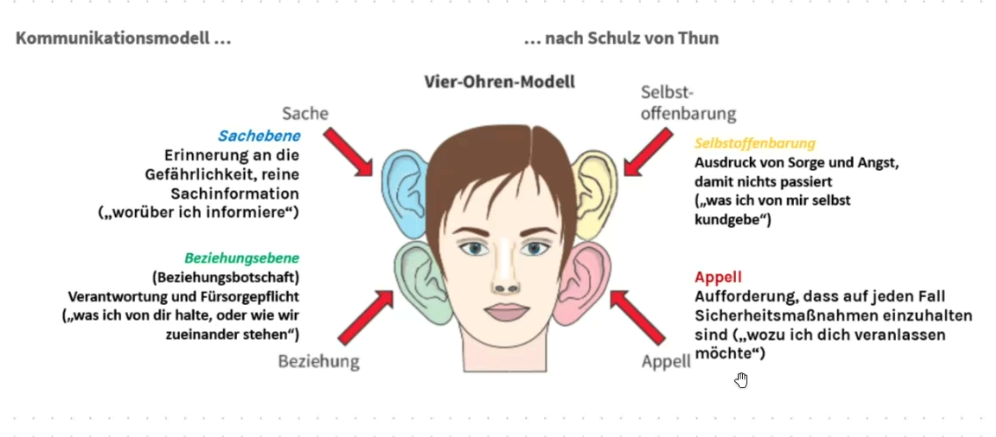 Kommunikationsmodell ...
... nach Schulz von Thun
Vier-Ohren-Modell
Sache
Sachebene
Erinnerung an die
Gefährlichkeit, reine
Sachinformation
(„worüber ich informiere“)
Selbst-
offenbarung
Selbstoffenbarung
Ausdruck von Sorge und Angst,
damit nichts passiert
(„was ich von mir selbst
kundgebe“)
Beziehungsebene
(Beziehungsbotschaft)
Verantwortung und Fürsorgepflicht
(„was ich von dir halte, oder wie wir
zueinander stehen“)
Beziehung
Appell
Aufforderung, dass auf jeden Fall
Sicherheitsmaßnahmen einzuhalten
sind („wozu ich dich veranlassen
möchte“)
Appell